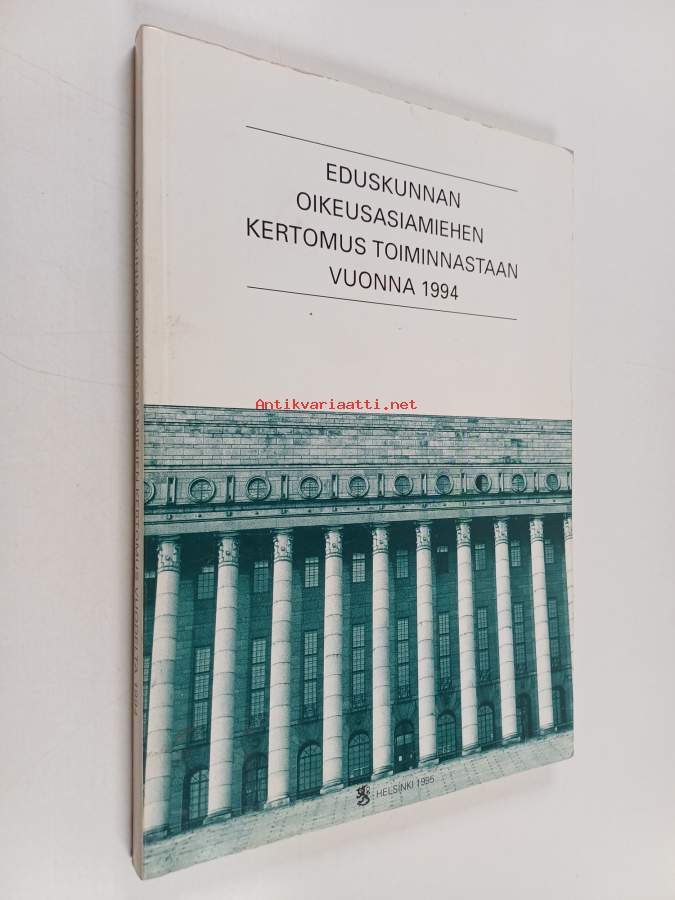 EDUSKUNNAN
OIKEUSASIAMIEHEN
KERTOMUS TOIMINNASTAAN
VUONNA 1994
Antikvariaatti.net
HELSINKI 1995